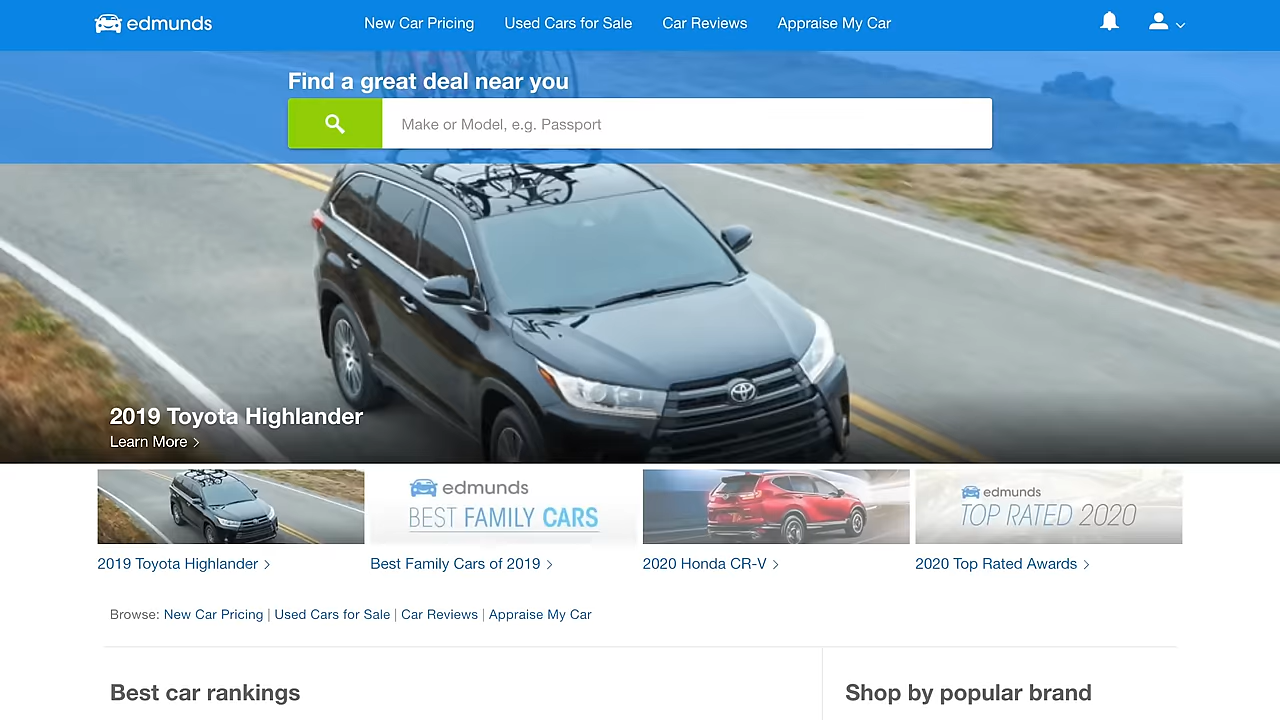 edmunds New Car Pricing Used Cars for Sale Car Reviews Appraise My Car
Find a great deal near you
Make or Model, e.g. Passport
2019 Toyota Highlander
Learn More >
edmunds
BEST FAMILY CARS
edmunds
TOP RATED 2020
2019 Toyota Highlander > Best Family Cars of 2019 > 2020 Honda CR-V > 2020 Top Rated Awards >
Browse: New Car Pricing | Used Cars for Sale | Car Reviews | Appraise My Car
Best car rankings
Shop by popular brand